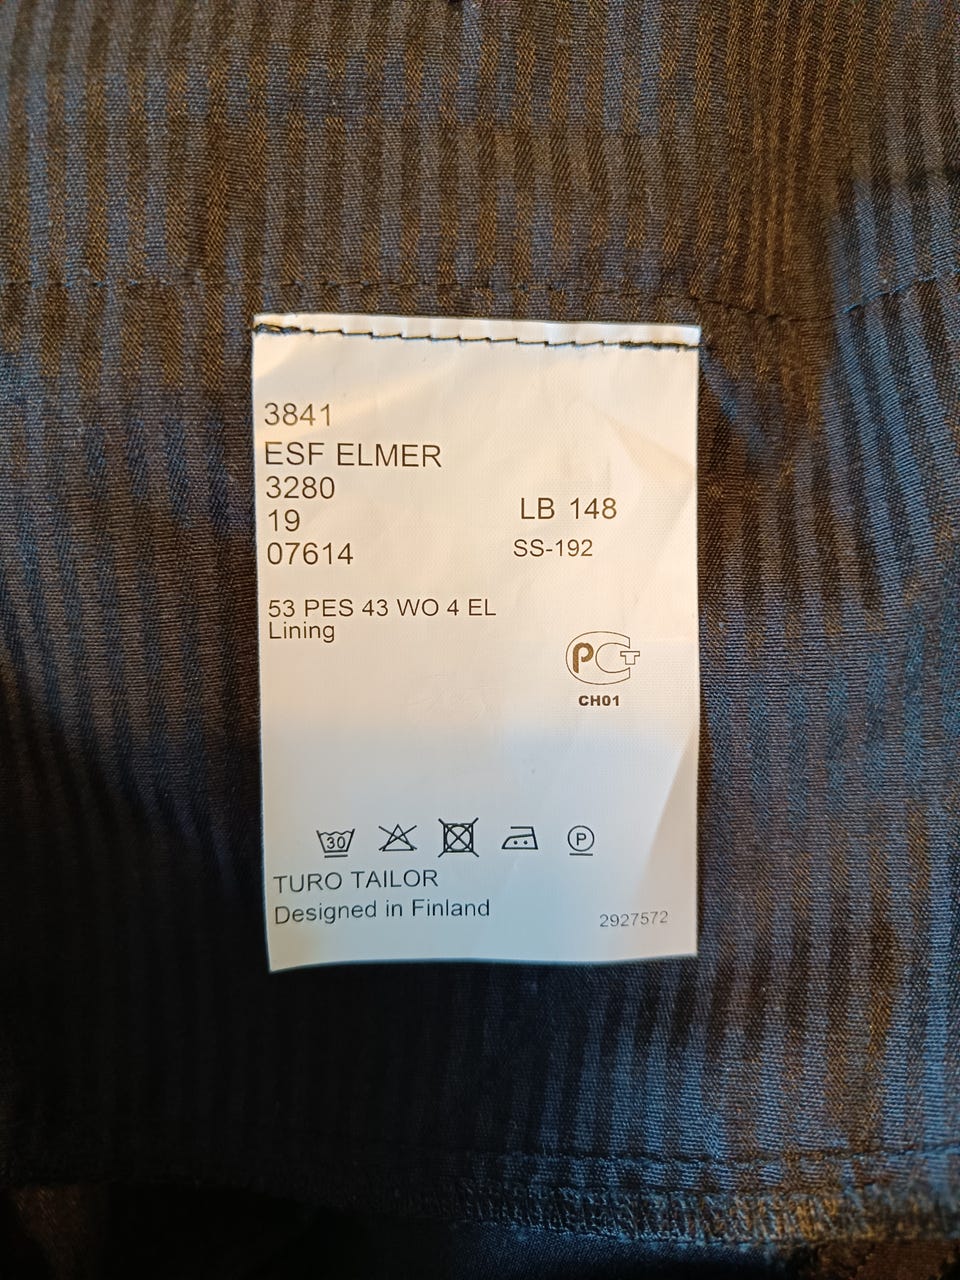 3841
ESF ELMER
3280
19
LB 148
07614
SS-192
53 PES 43 WO 4 EL
Lining
PCT
CH01
30
P
TURO TAILOR
Designed in Finland
2927572